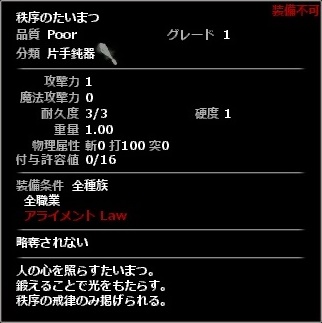 装備不可
秩序のたいまつ
品質 Poor グレード 1
分類 片手鈍器
攻撃力 1
魔法攻撃力 0
耐久度 3/3 硬度 1
重量 1.00
物理属性 斬0 打100 突0
付与許容値 0/16
装備条件 全種族
全職業
アライメント Law
略奪されない
人の心を照らすたいまつ。
鍛えることで光をもたらす。
秩序の戒律のみ掲げられる。